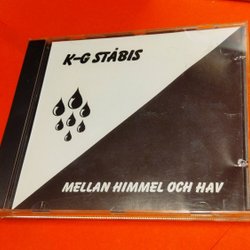 K-G STÅBIS
MELLAN HIMMEL OCH HAV